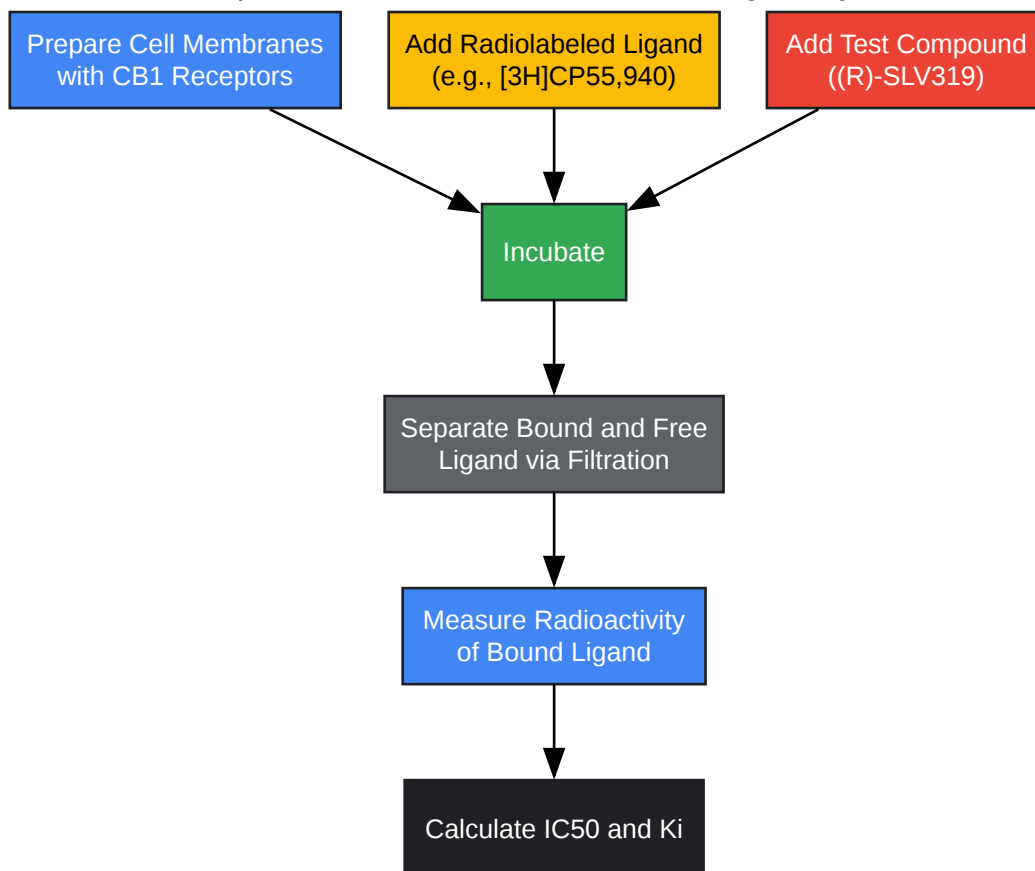 Prepare Cell Membranes
with CB1 Receptors
Add Radiolabeled Ligand
(e.g., [3H]CP55,940)
Add Test Compound
((R)-SLV319)
Incubate
Separate Bound and Free
Ligand via Filtration
Measure Radioactivity
of Bound Ligand
Calculate IC50 and Ki